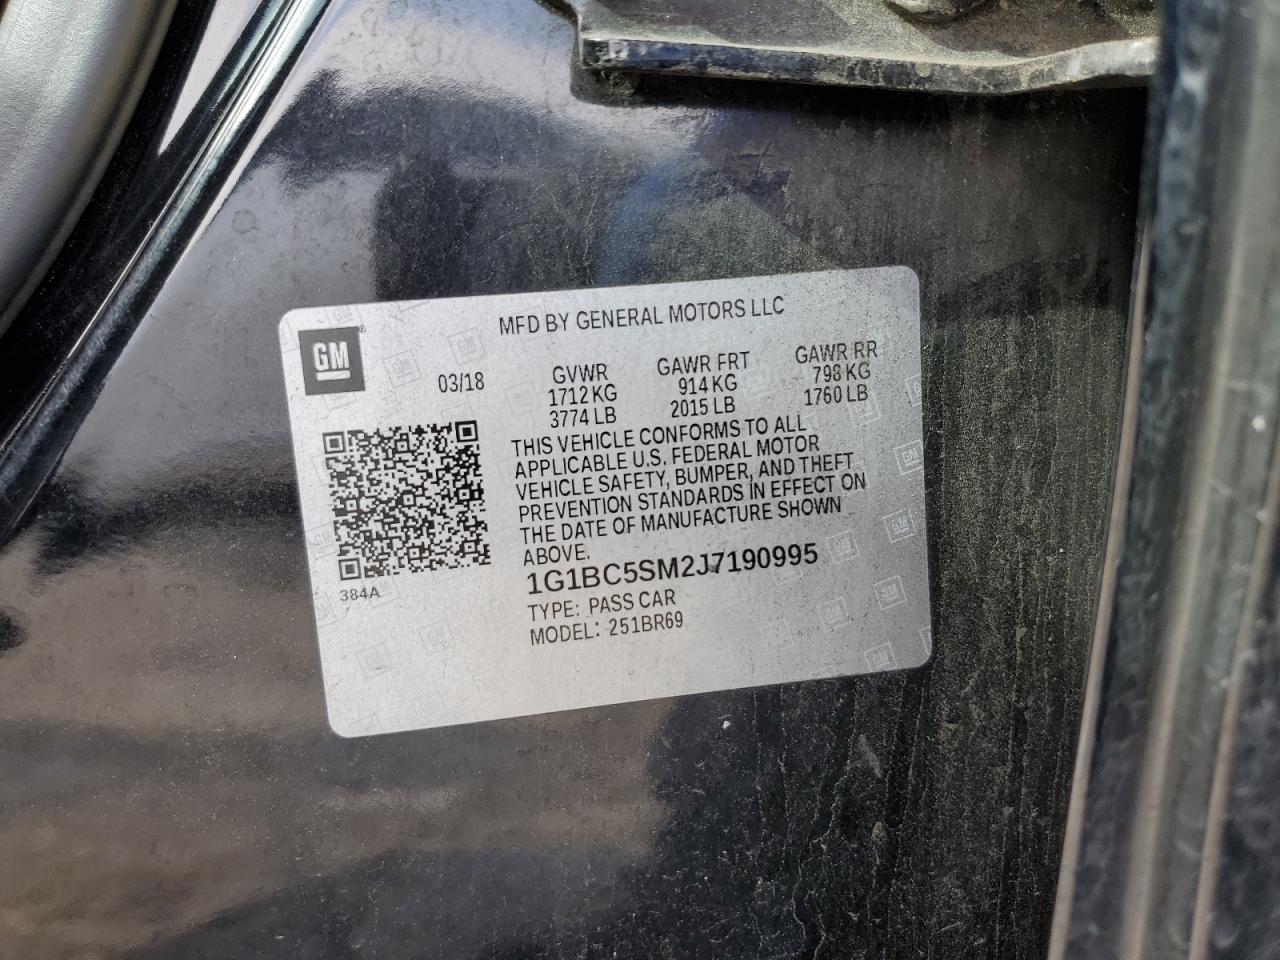 MFD BY GENERAL MOTORS LLC
GM
03/18
GVWR
1712 KG
3774 LB
GAWR FRT
914 KG
2015 LB
GAWR RR
798 KG
1760 LB
THIS VEHICLE CONFORMS TO ALL
APPLICABLE U.S. FEDERAL MOTOR
VEHICLE SAFETY, BUMPER, AND THEFT
PREVENTION STANDARDS IN EFFECT ON
THE DATE OF MANUFACTURE SHOWN
ABOVE.
384A
1G1BC5SM2J7190995
TYPE: PASS CAR
MODEL: 251BR69